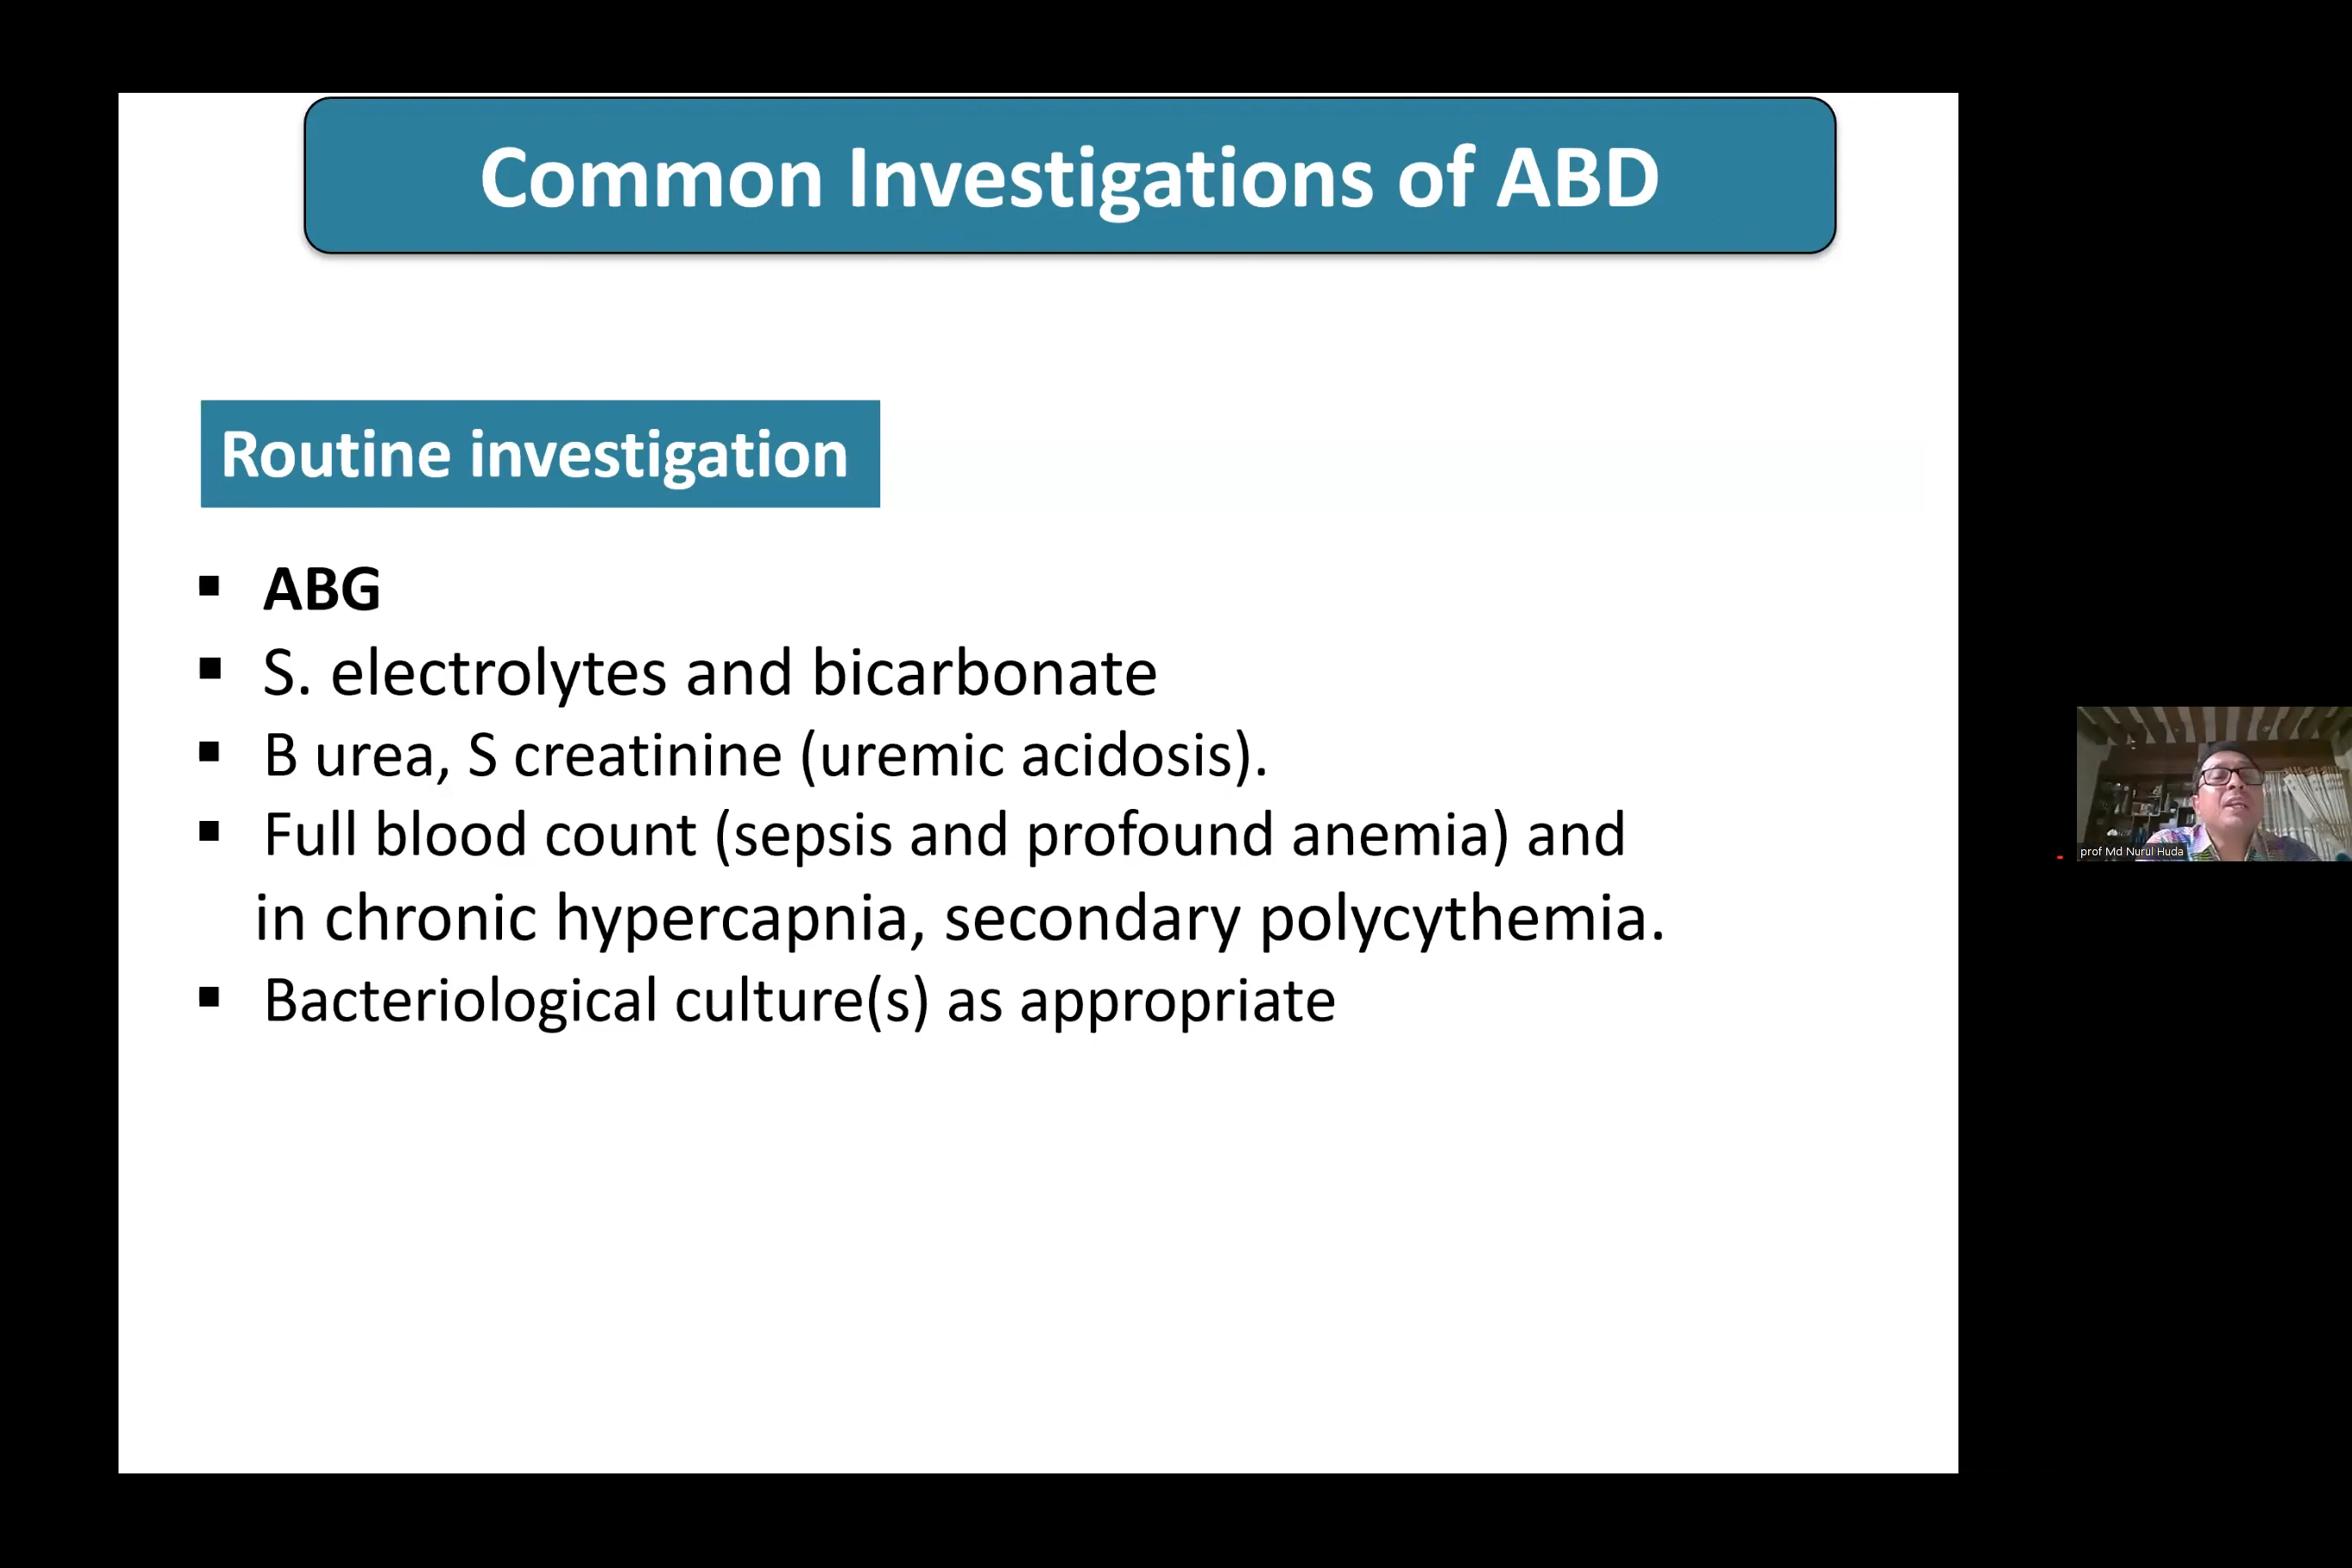 Common Investigations of ABD
Routine investigation
▪ ABG
▪ S. electrolytes and bicarbonate
▪ B urea, S creatinine (uremic acidosis).
▪ Full blood count (sepsis and profound anemia) and
in chronic hypercapnia, secondary polycythemia.
▪ Bacteriological culture(s) as appropriate
prof Md Nurul Huda